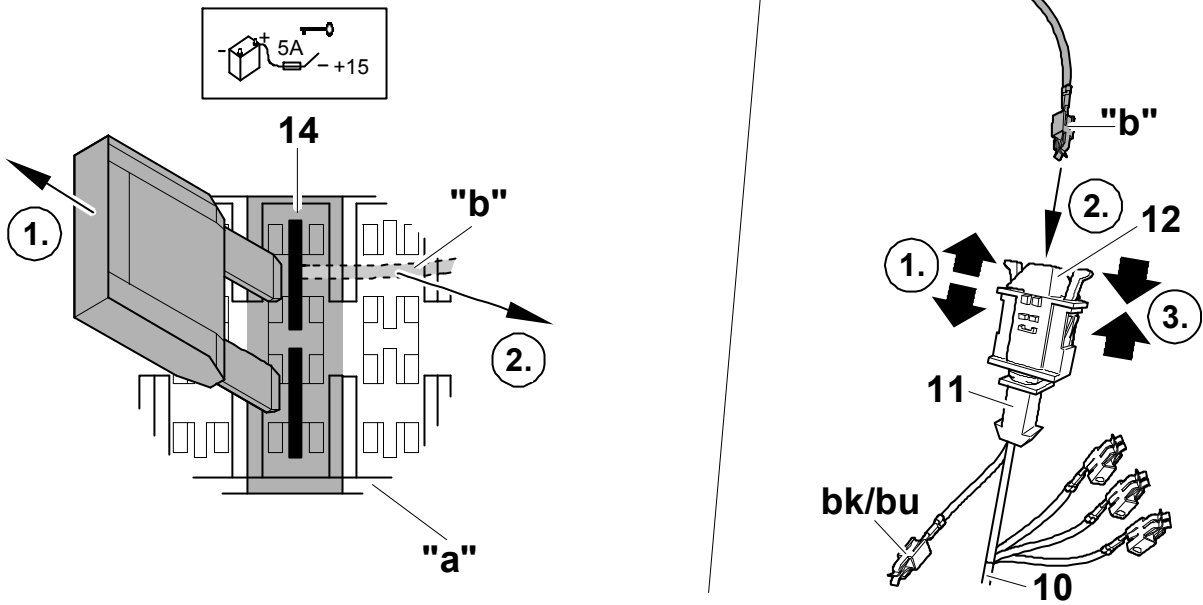 - +
5A
- +15
14
"b"
1.
2.
"a"
"b"
2.
12
1.
3.
11
bk/bu
10